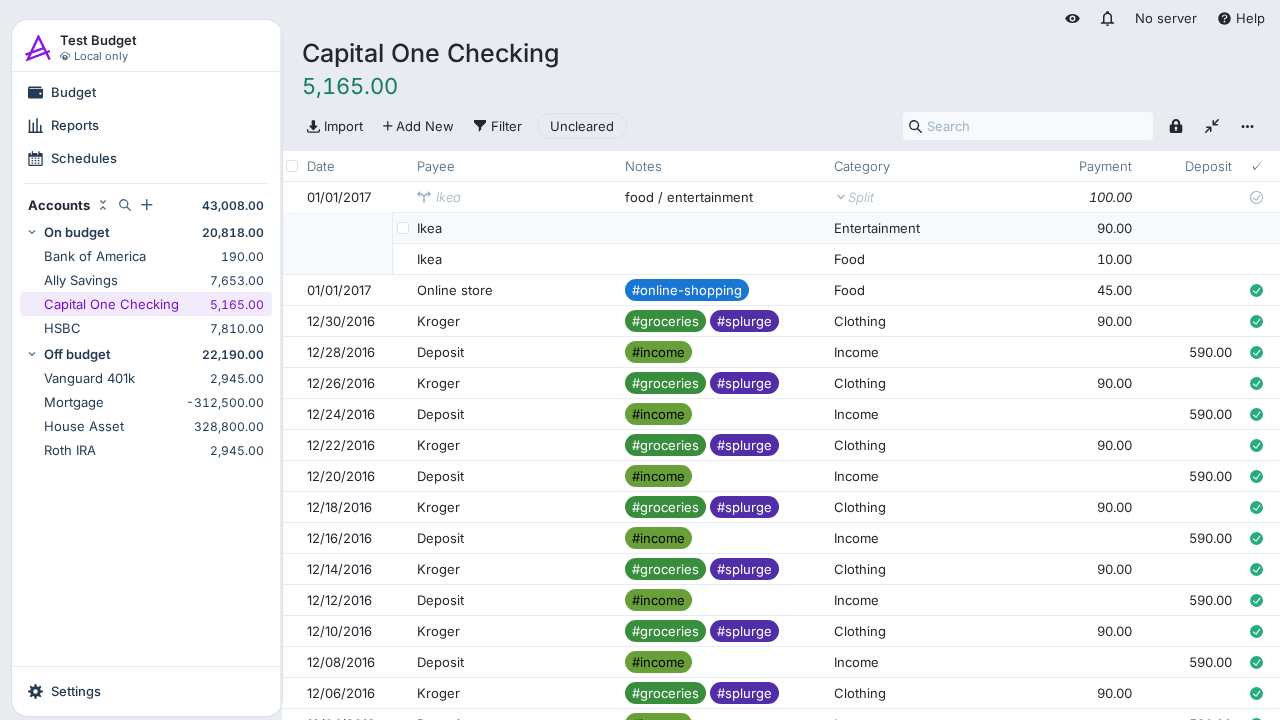 Test Budget
Local only
Budget
Reports
Schedules
Accounts 43,008.00
On budget 20,818.00
Bank of America 190.00
Ally Savings 7,653.00
Capital One Checking 5,165.00
HSBC 7,810.00
Off budget 22,190.00
Vanguard 401k 2,945.00
Mortgage -312,500.00
House Asset 328,800.00
Roth IRA 2,945.00
Settings
No server Help
Capital One Checking
5,165.00
Import Add New Filter Uncleared Search
Date Payee Notes Category Payment Deposit ✓
01/01/2017 Ikea food / entertainment Split 100.00
Ikea Entertainment 90.00
Ikea Food 10.00
01/01/2017 Online store #online-shopping Food 45.00
12/30/2016 Kroger #groceries #splurge Clothing 90.00
12/28/2016 Deposit #income Income 590.00
12/26/2016 Kroger #groceries #splurge Clothing 90.00
12/24/2016 Deposit #income Income 590.00
12/22/2016 Kroger #groceries #splurge Clothing 90.00
12/20/2016 Deposit #income Income 590.00
12/18/2016 Kroger #groceries #splurge Clothing 90.00
12/16/2016 Deposit #income Income 590.00
12/14/2016 Kroger #groceries #splurge Clothing 90.00
12/12/2016 Deposit #income Income 590.00
12/10/2016 Kroger #groceries #splurge Clothing 90.00
12/08/2016 Deposit #income Income 590.00
12/06/2016 Kroger #groceries #splurge Clothing 90.00